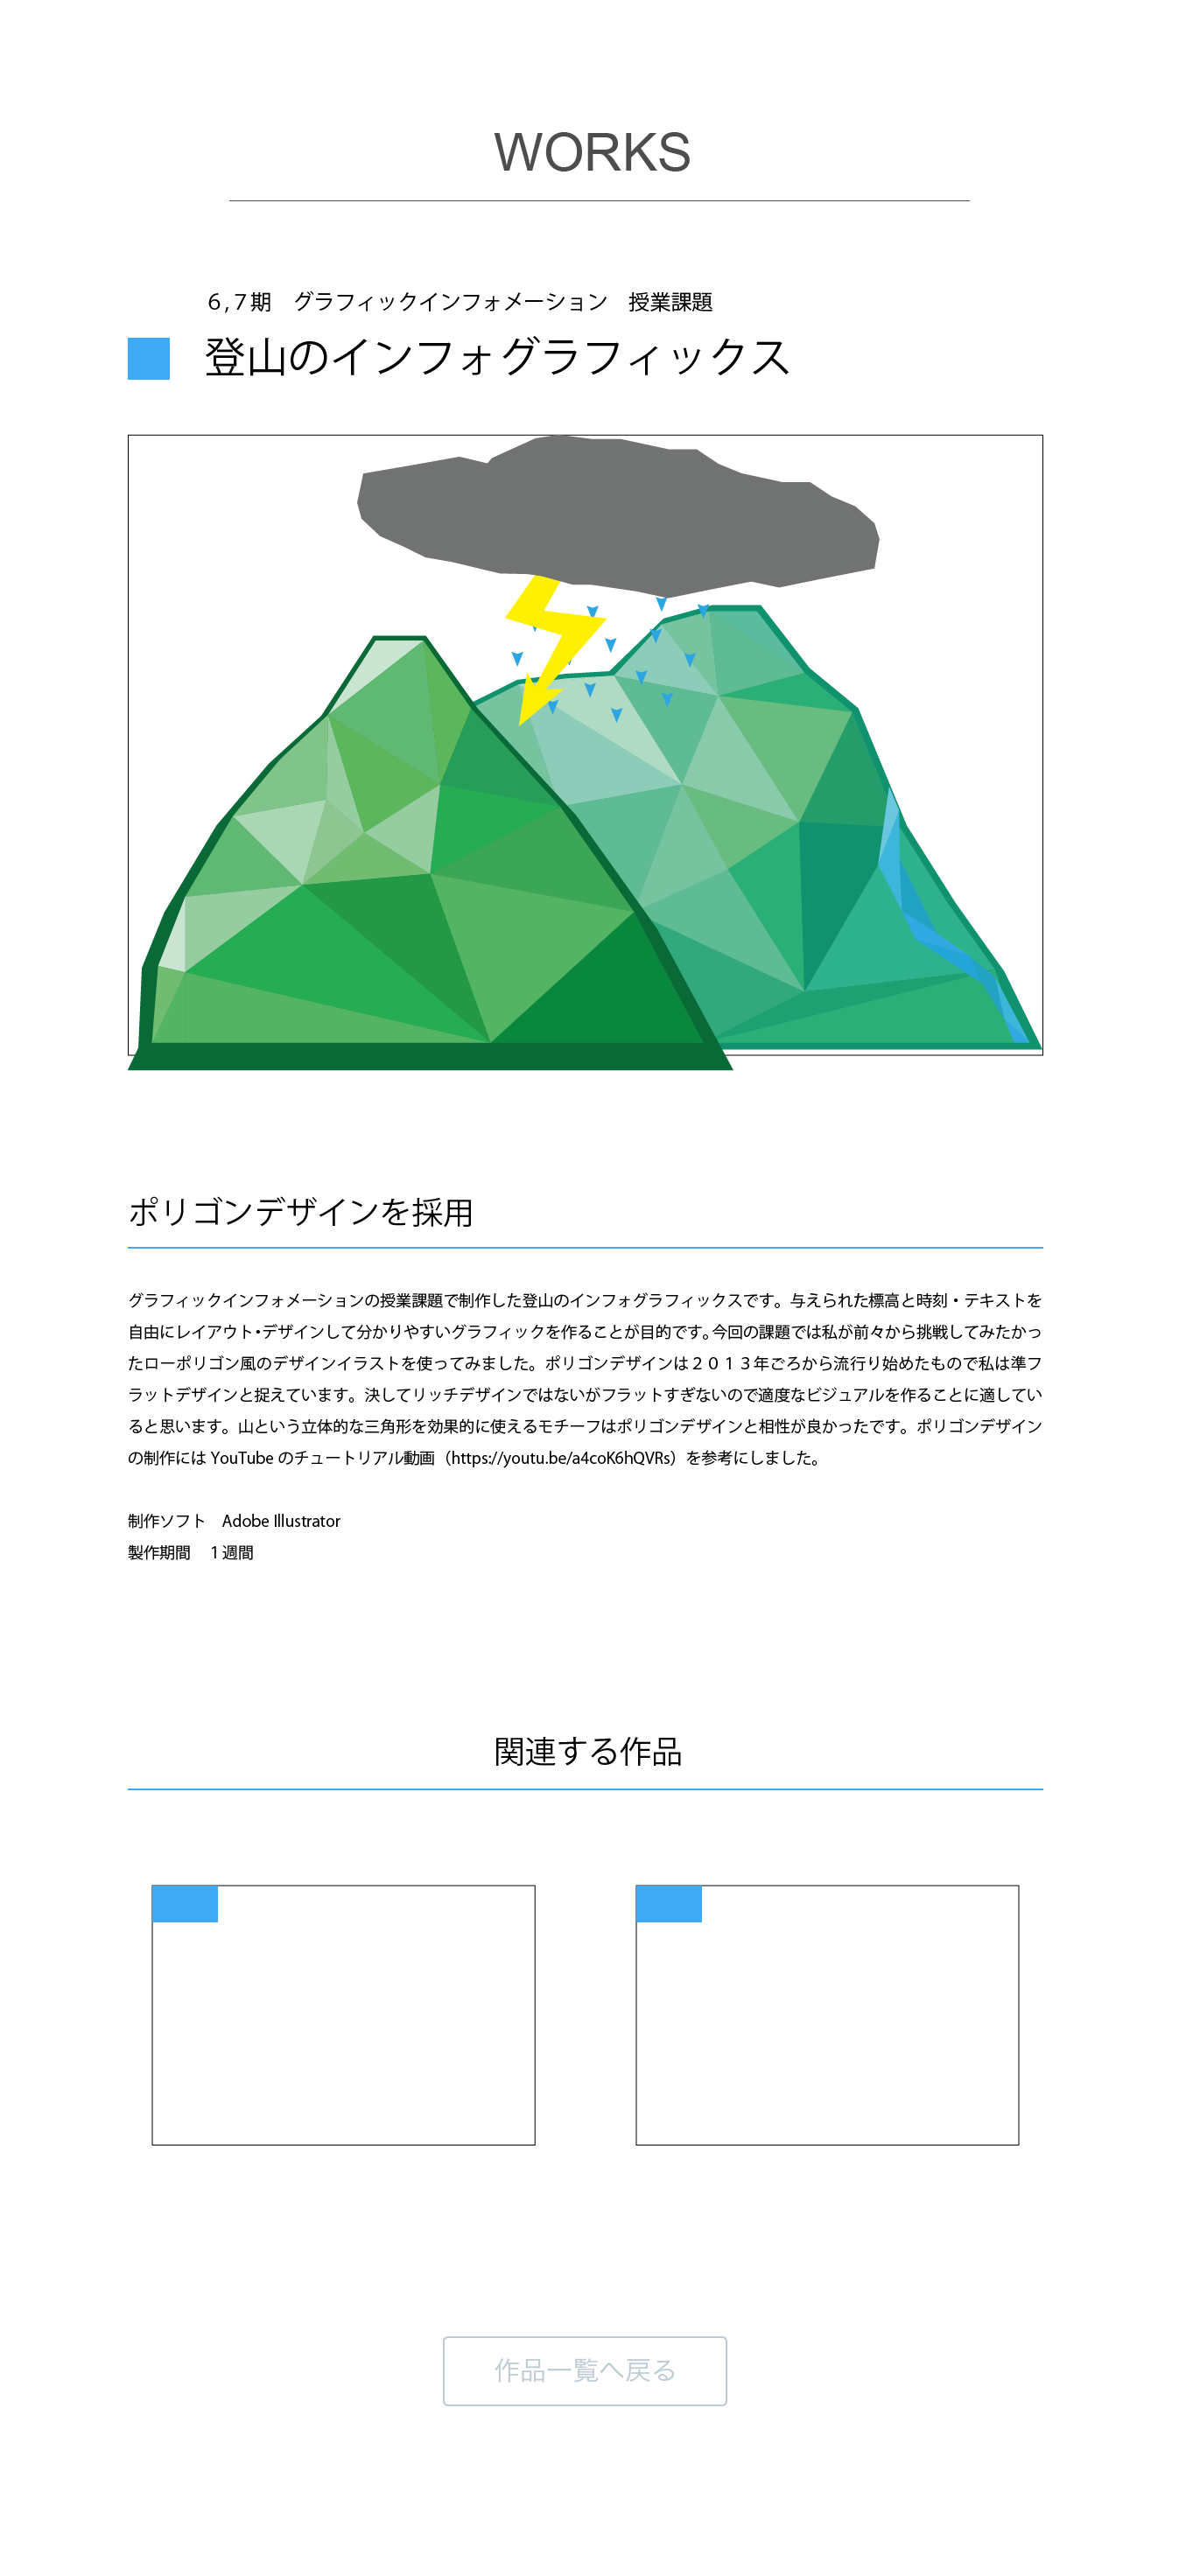 WORKS
６,７期　グラフィックインフォメーション　授業課題
登山のインフォグラフィックス
ポリゴンデザインを採用
グラフィックインフォメーションの授業課題で制作した登山のインフォグラフィックスです。与えられた標高と時刻・テキストを
自由にレイアウト・デザインして分かりやすいグラフィックを作ることが目的です。今回の課題では私が前々から挑戦してみたかっ
たローポリゴン風のデザインイラストを使ってみました。ポリゴンデザインは２０１３年ごろから流行り始めたもので私は準フ
ラットデザインと捉えています。決してリッチデザインではないがフラットすぎないので適度なビジュアルを作ることに適してい
ると思います。山という立体的な三角形を効果的に使えるモチーフはポリゴンデザインと相性が良かったです。ポリゴンデザイン
の制作には YouTube のチュートリアル動画（https://youtu.be/a4coK6hQVRs）を参考にしました。
制作ソフト　Adobe Illustrator
製作期間　１週間
関連する作品
作品一覧へ戻る